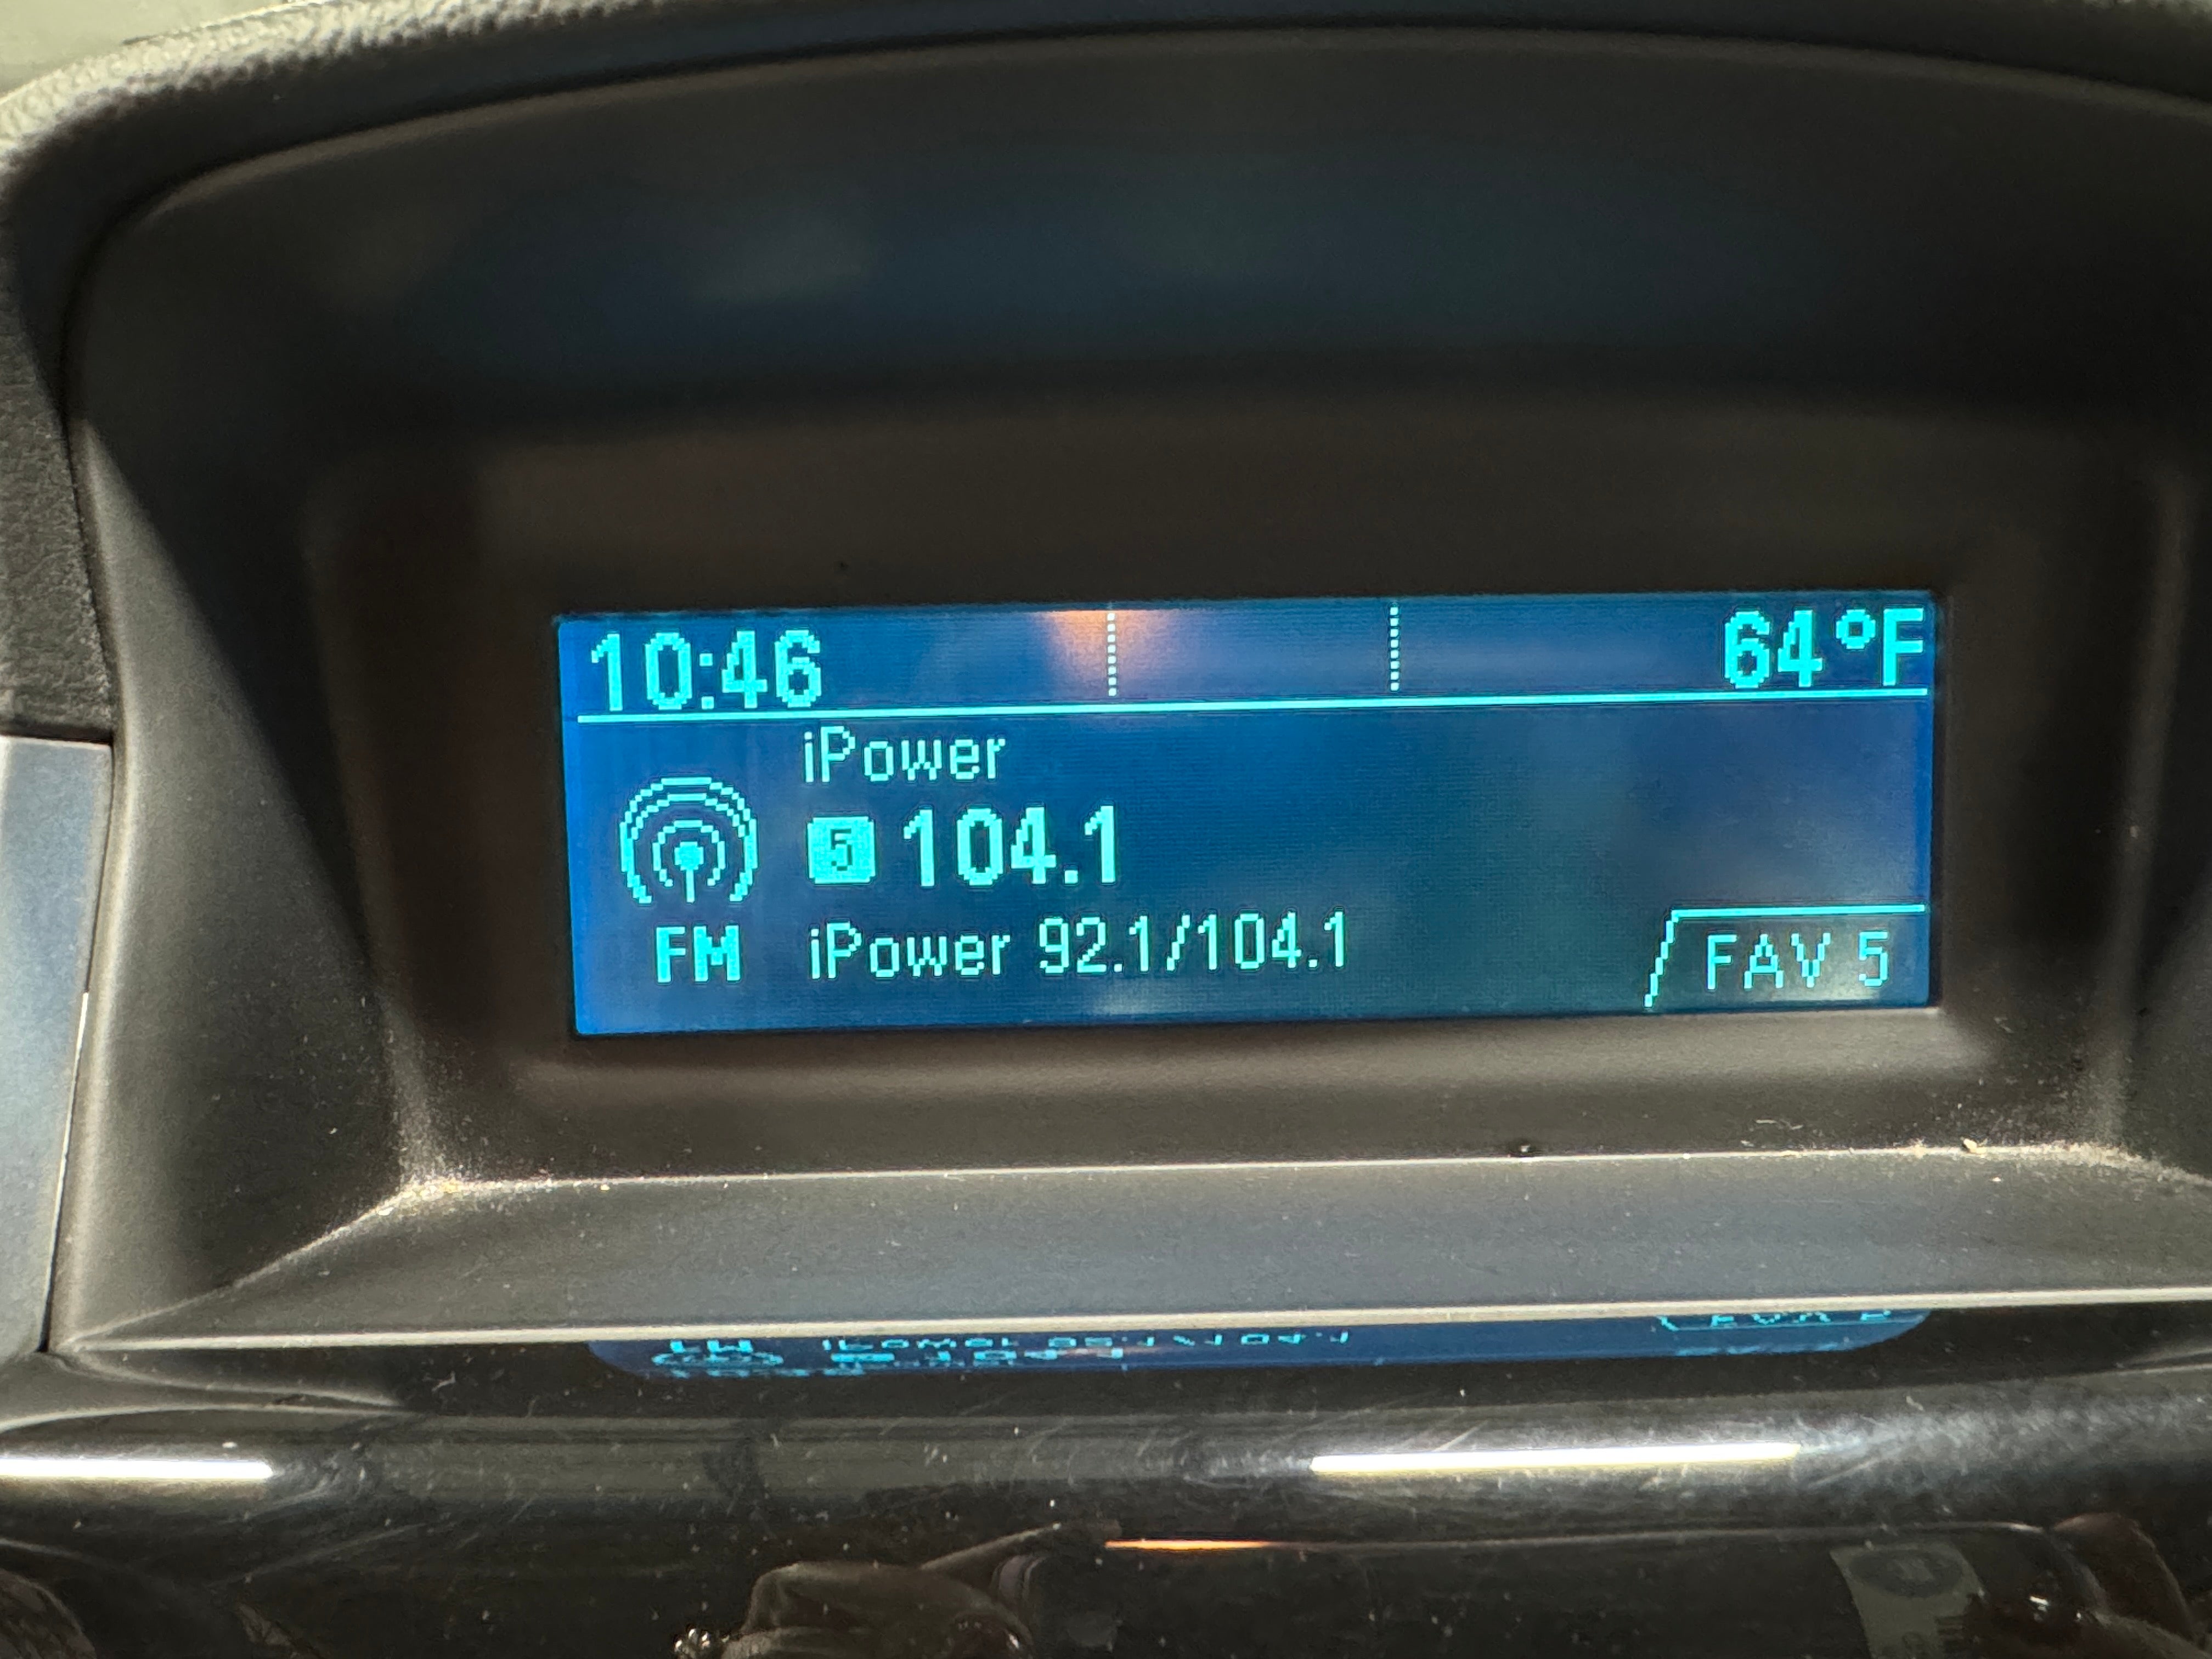 10:46 64°F
iPower
5 104.1
FM iPower 92.1/104.1 FAV 5